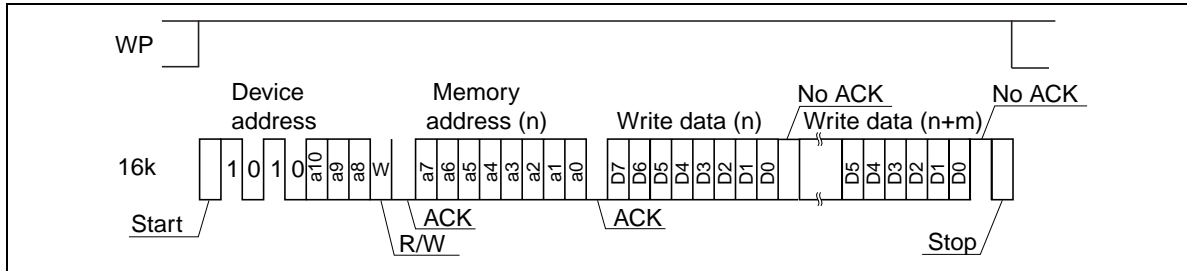 WP
Device address
Memory address (n)
No ACK
No ACK
Write data (n)
Write data (n+m)
16k
1 0 1 0 a10 a9 a8 W
a7 a6 a5 a4 a3 a2 a1 a0
D7 D6 D5 D4 D3 D2 D1 D0
D5 D4 D3 D2 D1 D0
Start
ACK
ACK
Stop
R/W